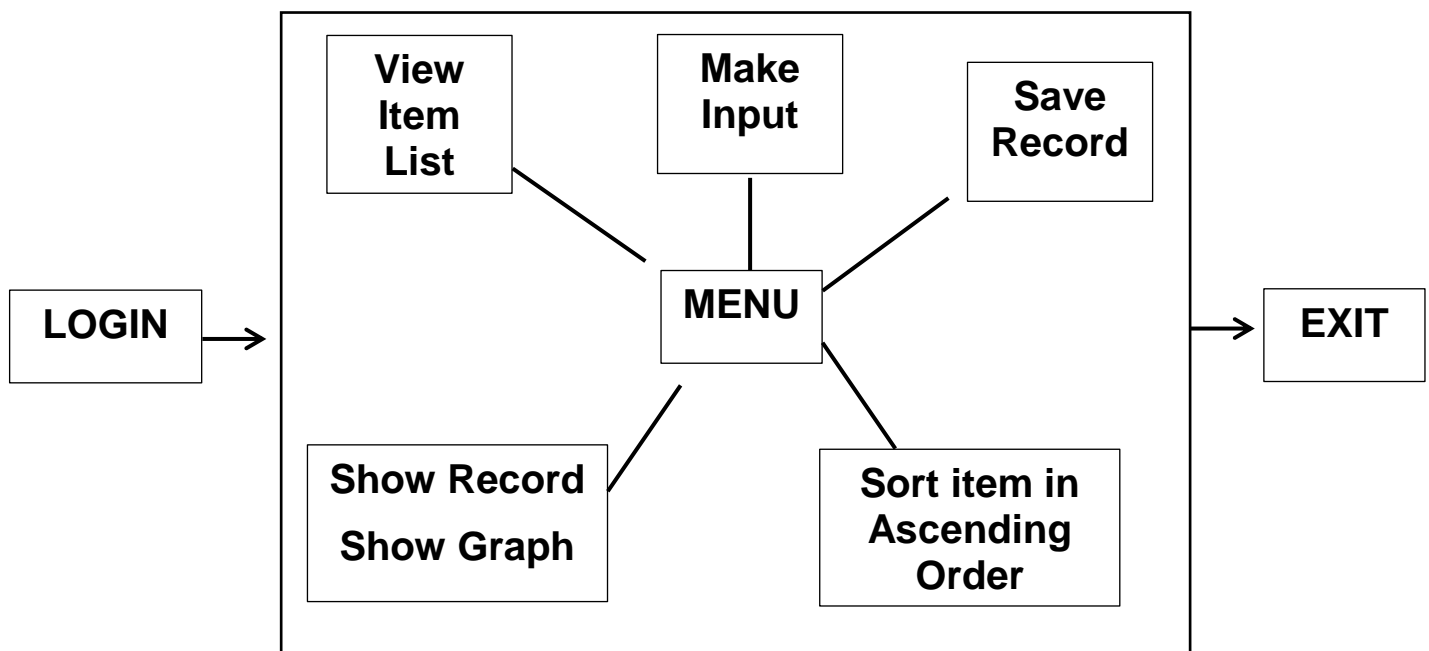 View
Item
List
Make
Input
Save
Record
LOGIN
MENU
EXIT
Show Record
Show Graph
Sort item in
Ascending
Order